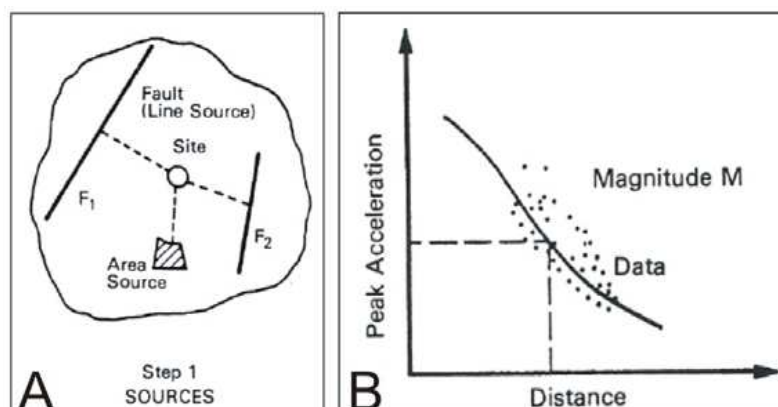 Fault
(Line Source)
Site
F1
F2
Area
Source
Step 1
SOURCES
A
Peak Acceleration
Magnitude M
Data
Distance
B